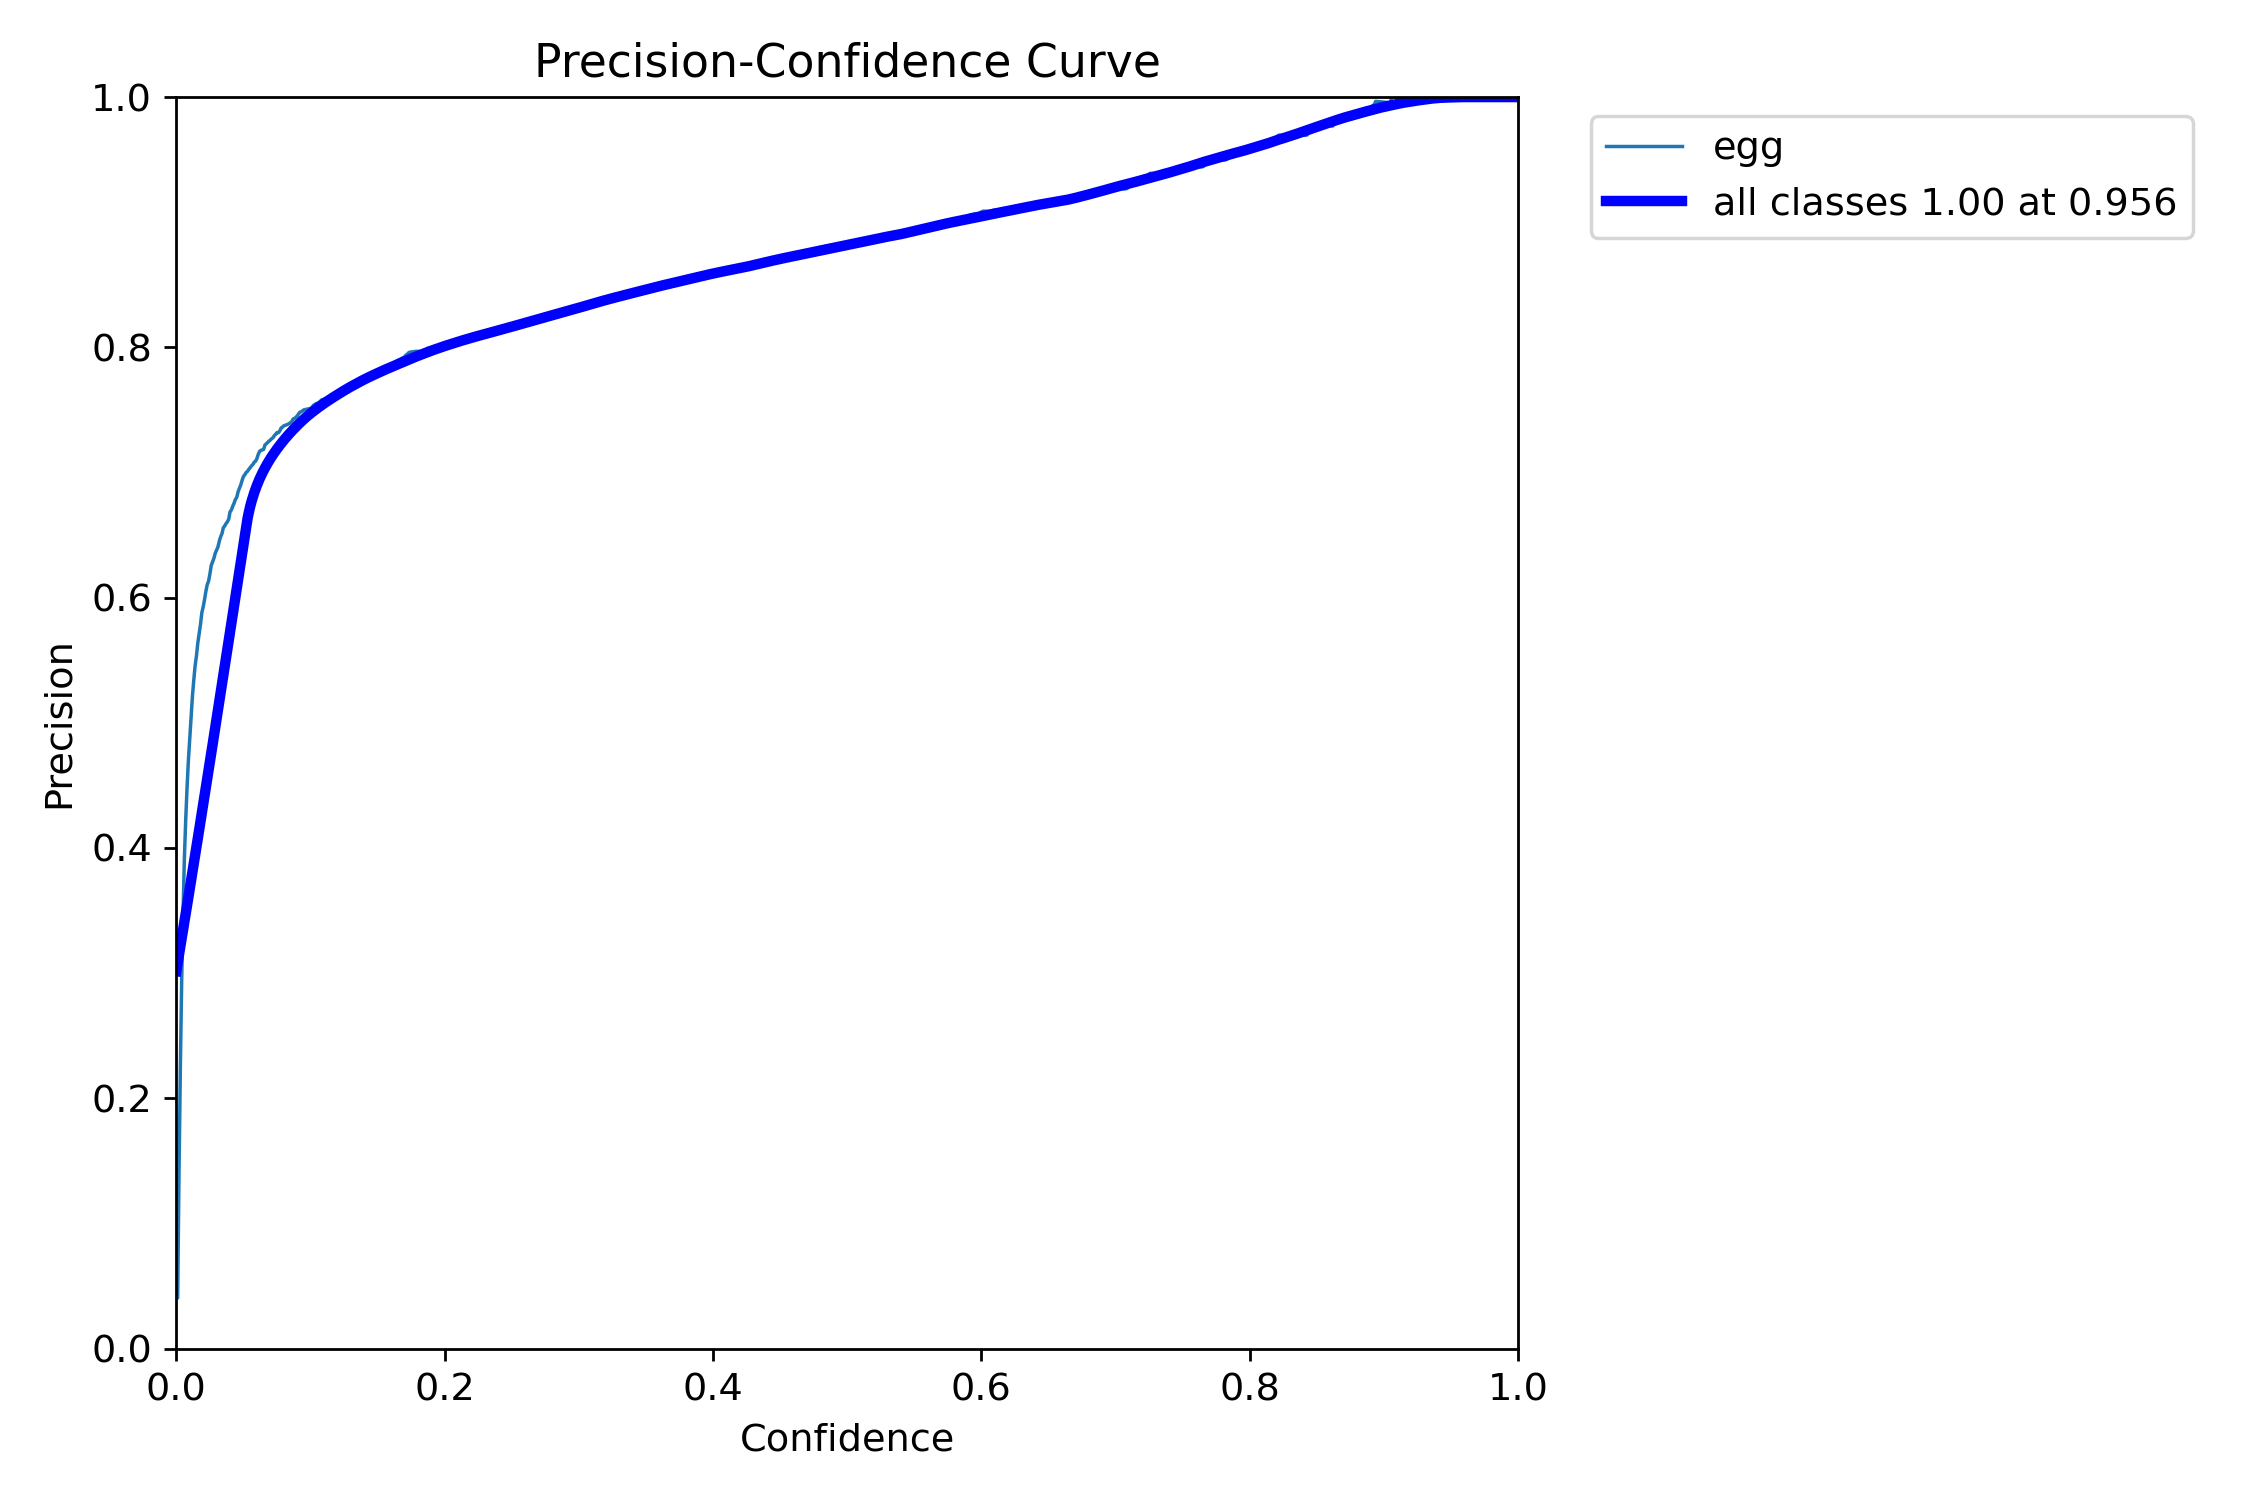 Precision-Confidence Curve
egg
all classes 1.00 at 0.956
Precision
1.0
0.8
0.6
0.4
0.2
0.0
0.0 0.2 0.4 0.6 0.8 1.0
Confidence